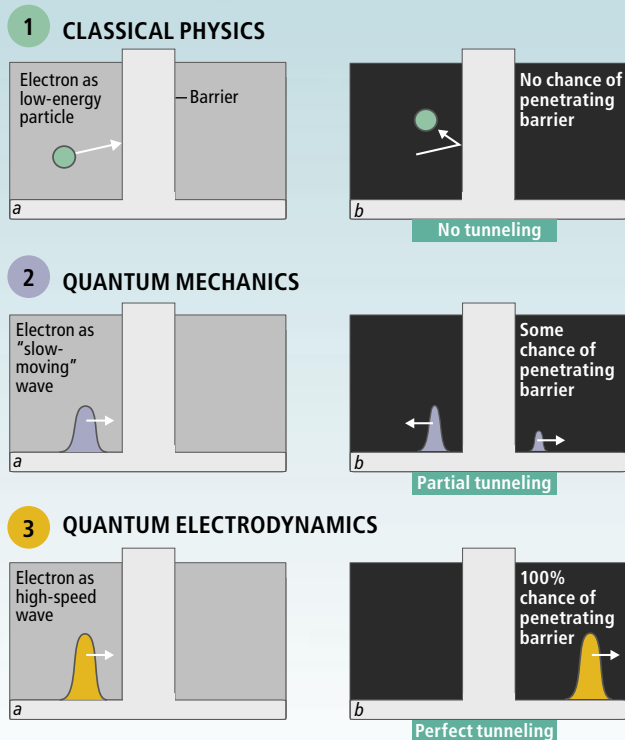 1 CLASSICAL PHYSICS
Electron as
low-energy
particle
Barrier
a
No chance of
penetrating
barrier
b
No tunneling
2 QUANTUM MECHANICS
Electron as
“slow-
moving”
wave
a
Some
chance of
penetrating
barrier
b
Partial tunneling
3 QUANTUM ELECTRODYNAMICS
Electron as
high-speed
wave
a
100%
chance of
penetrating
barrier
b
Perfect tunneling